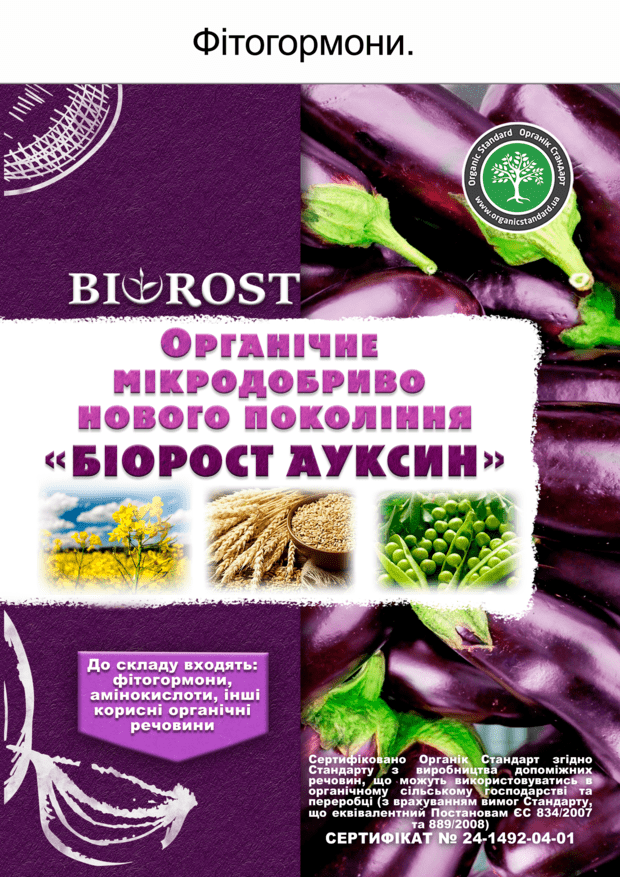 Фітогормони.
Organic Standard Органік Стандарт
www.organicstandard.ua
BIOROST
Органічне
мікродобриво
нового покоління
«БІОРОСТ АУКСИН»
До складу входять:
фітогормони,
амінокислоти, інші
корисні органічні
речовини
Сертифіковано Органік Стандарт згідно
Стандарту з виробництва допоміжних
речовин, що можуть використовуватись в
органічному сільському господарстві та
переробці (з врахуванням вимог Стандарту,
що еквівалентний Постановам ЄС 834/2007
та 889/2008)
СЕРТИФІКАТ № 24-1492-04-01